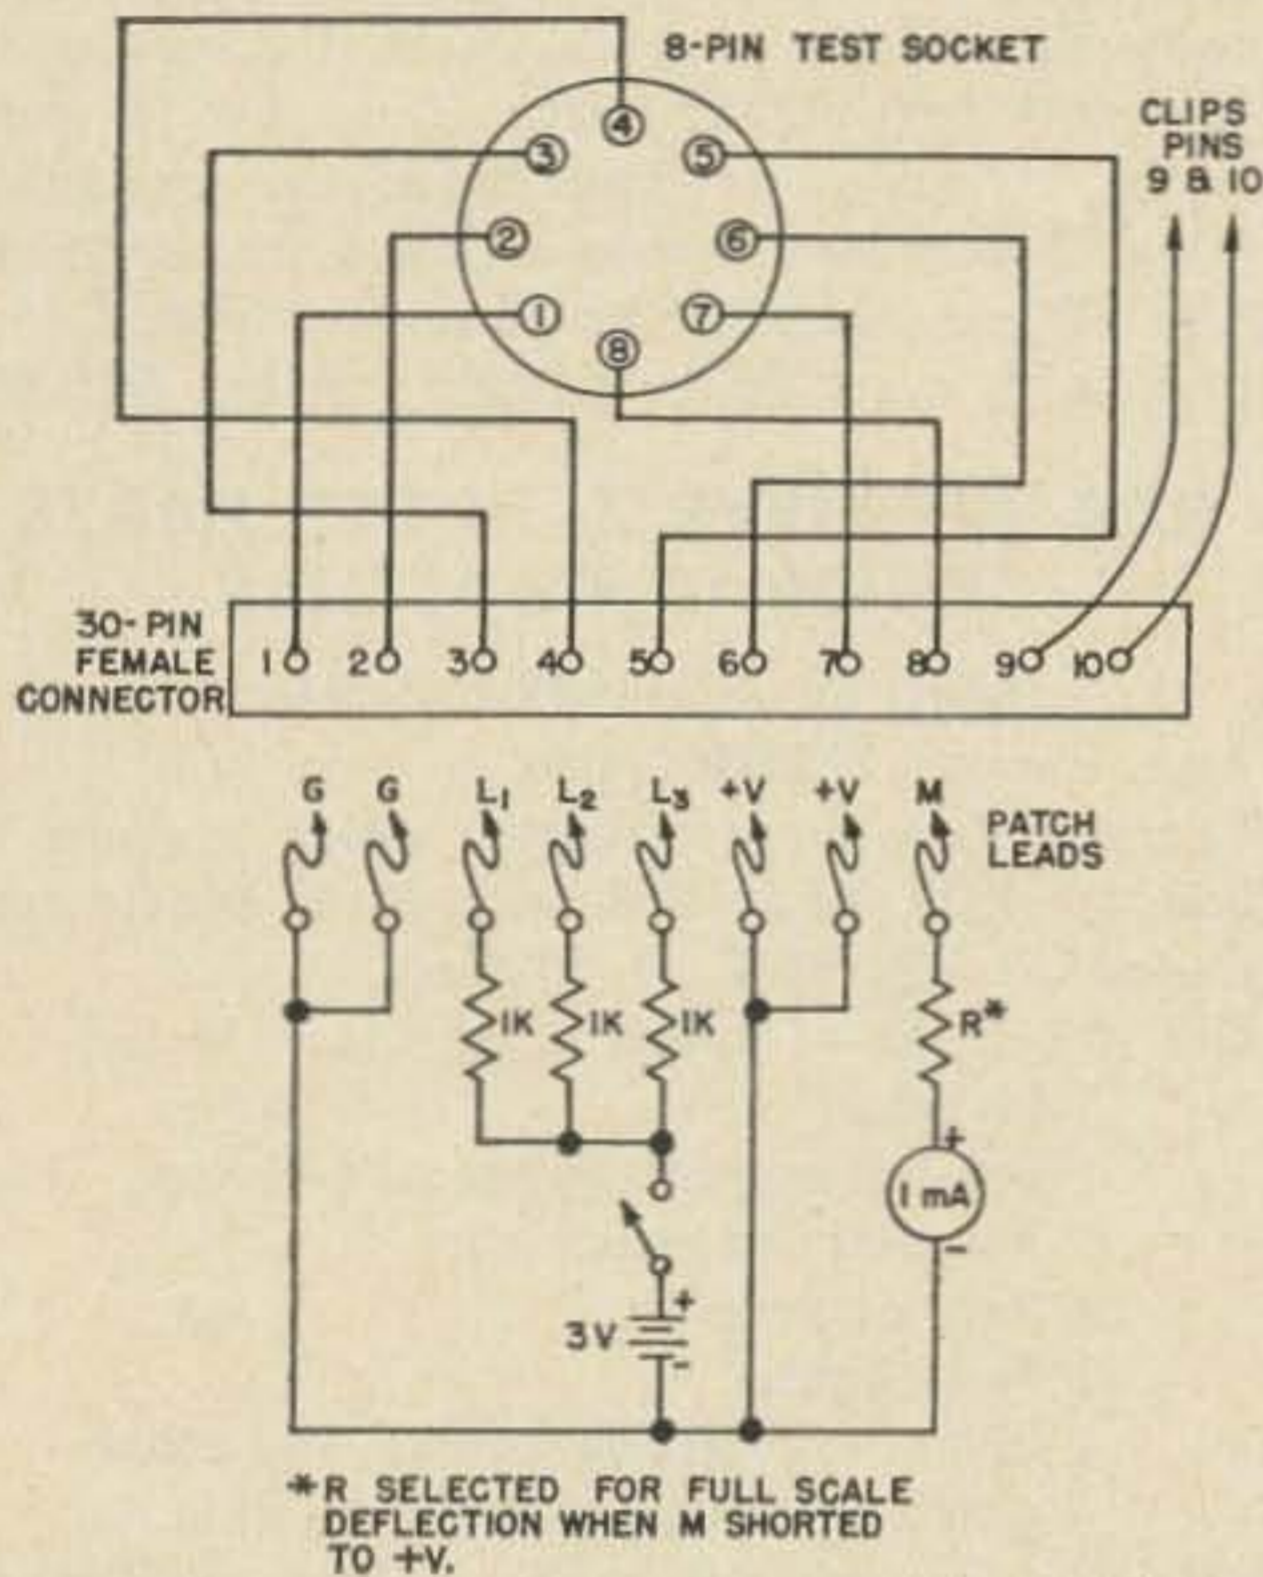 8-PIN TEST SOCKET
CLIPS
PINS
9 & 10
4
3
5
2
6
1
7
8
30-PIN
FEMALE
CONNECTOR
1 2 3 4 5 6 7 8 9 10
G G L1 L2 L3 +V +V M
PATCH
LEADS
1K 1K 1K R*
+
1 mA
-
+
3V
-
*R SELECTED FOR FULL SCALE
DEFLECTION WHEN M SHORTED
TO +V.